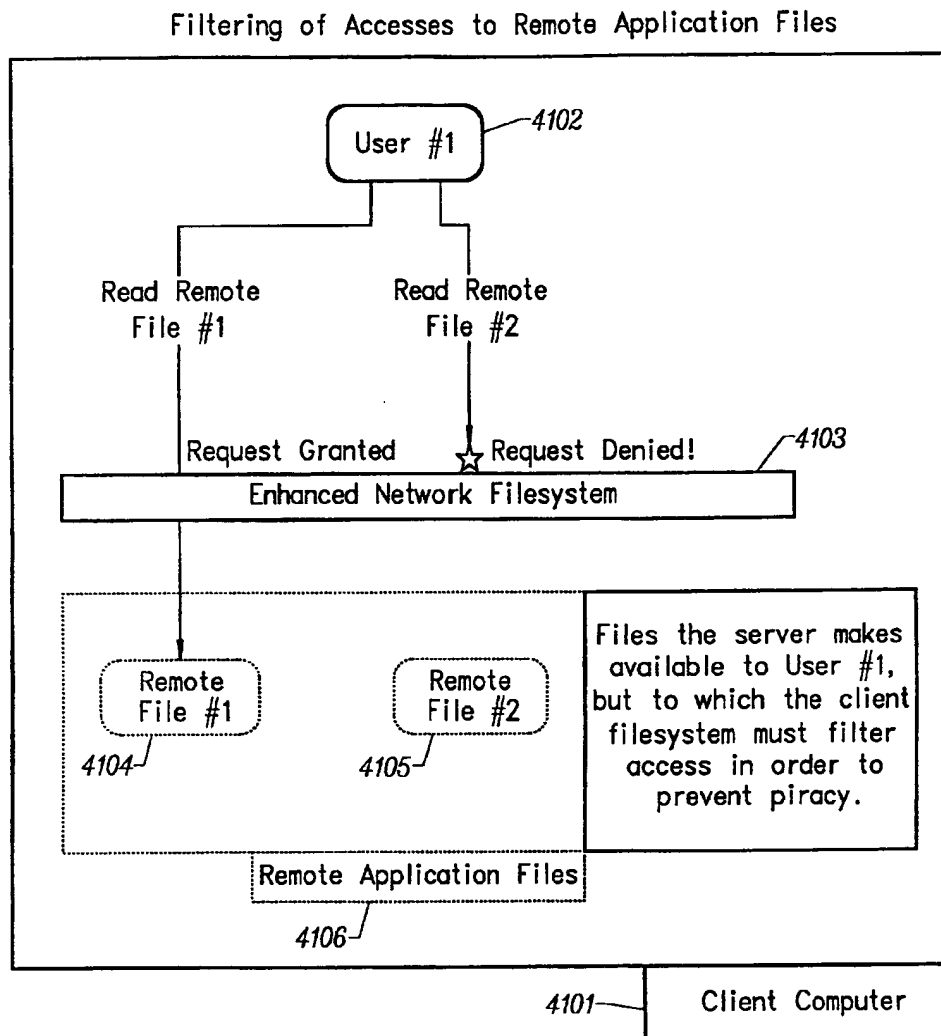 Filtering of Accesses to Remote Application Files
4102
User #1
Read Remote
File #1
Read Remote
File #2
Request Granted
Request Denied!
4103
Enhanced Network Filesystem
Remote
File #1
4104
Remote
File #2
4105
Files the server makes
available to User #1,
but to which the client
filesystem must filter
access in order to
prevent piracy.
Remote Application Files
4106
4101
Client Computer